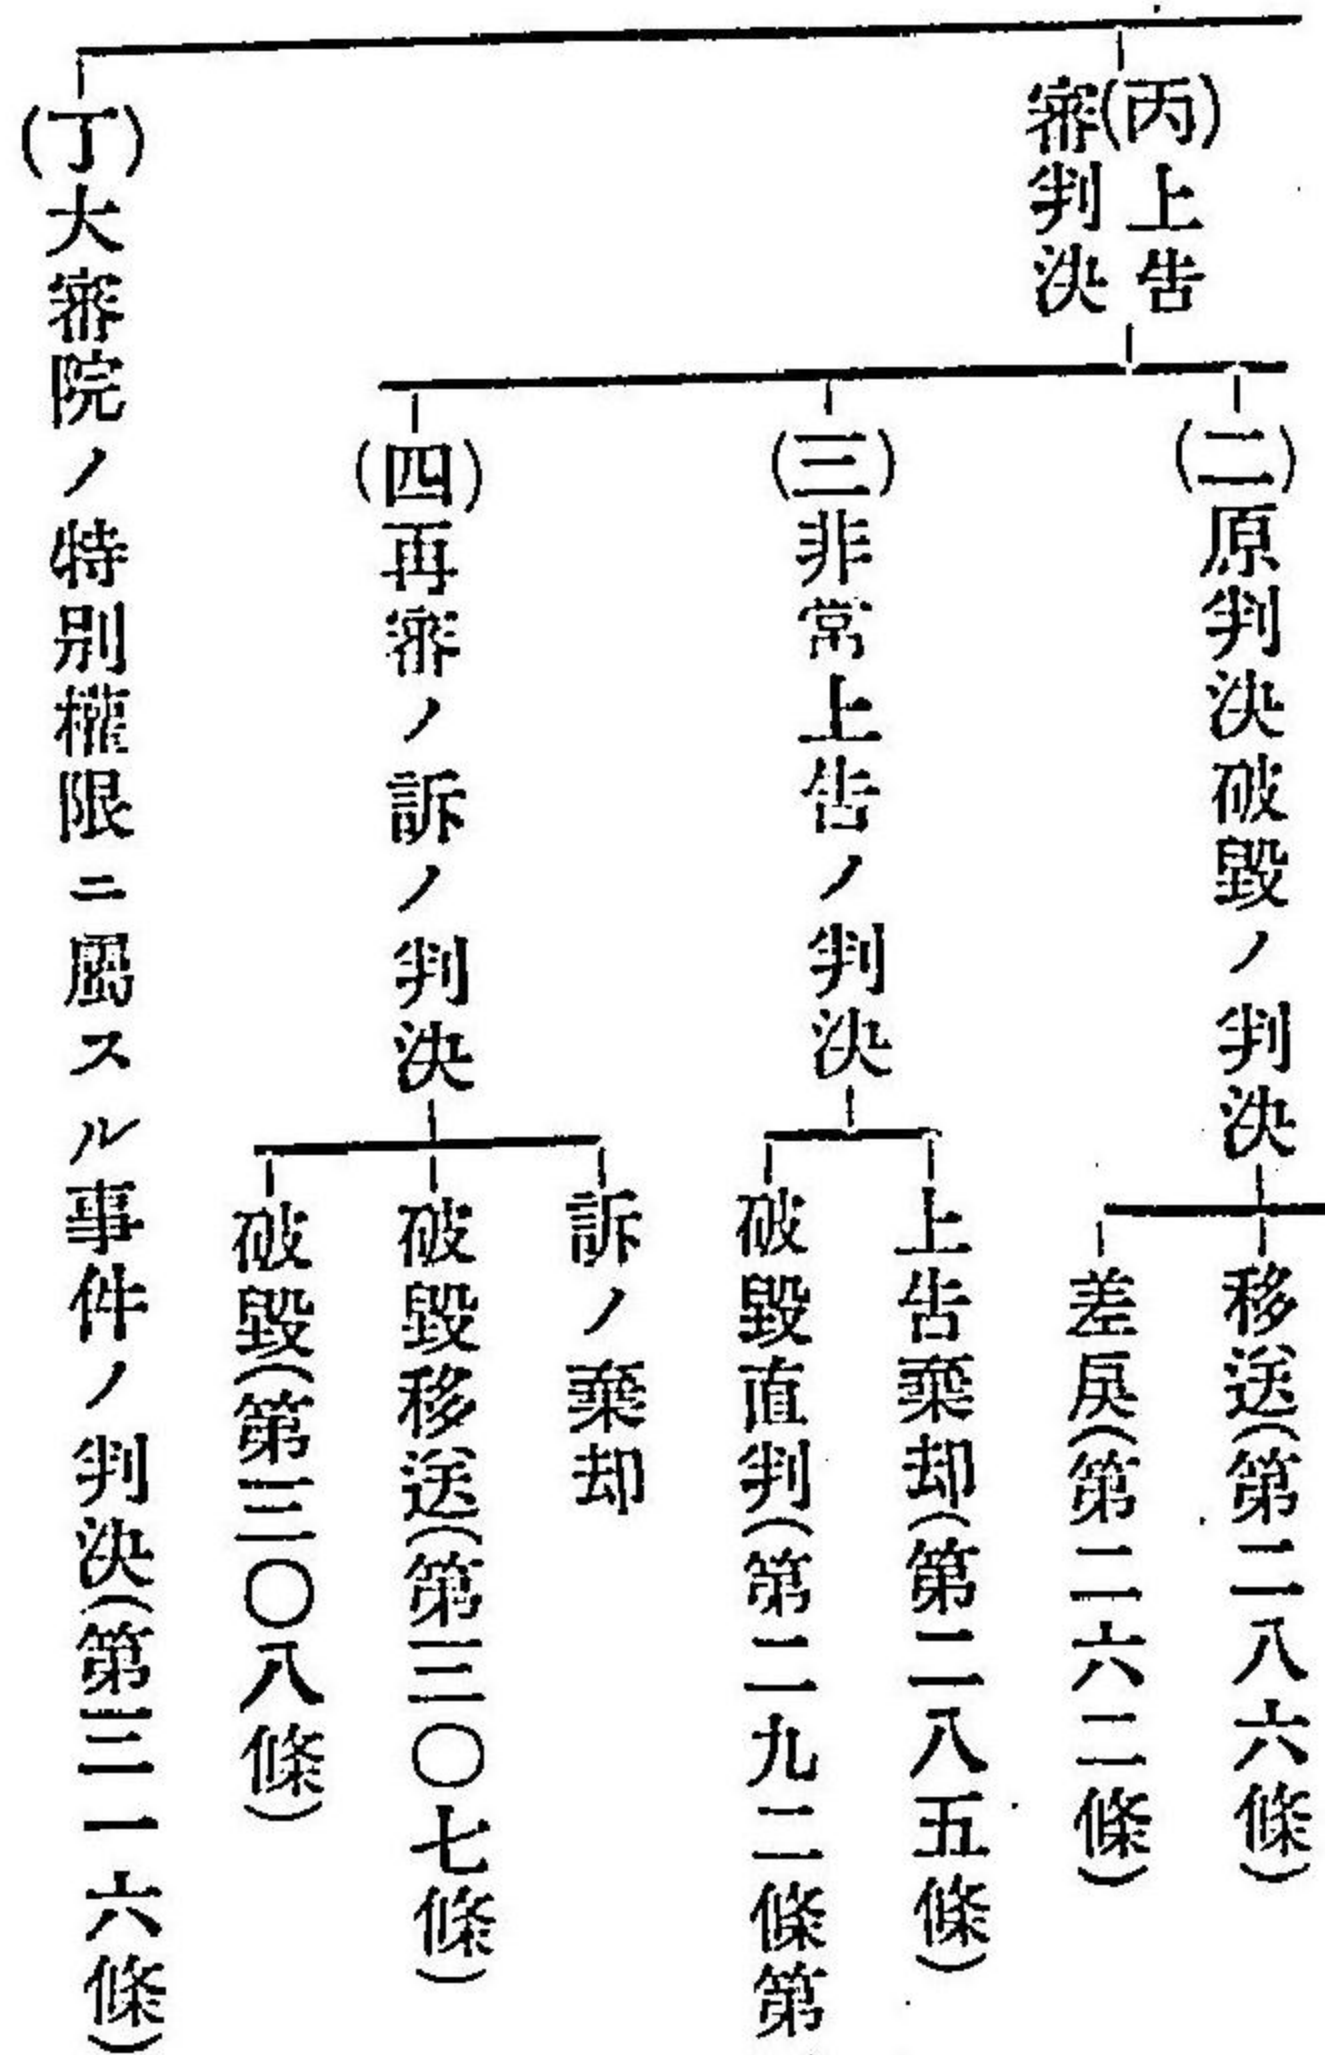 (丙)上告
審判決
(二)原判決破毀ノ判決
移送(第二八六條)
差戾(第二六二條)
(三)非常上告ノ判決
上告棄却(第二八五條)
破毀直判(第二九二條第
(四)再審ノ訴ノ判決
訴ノ棄却
破毀移送(第三〇七條)
破毀(第三〇八條)
(丁)大審院ノ特別權限ニ屬スル事件ノ判決(第三一六條)